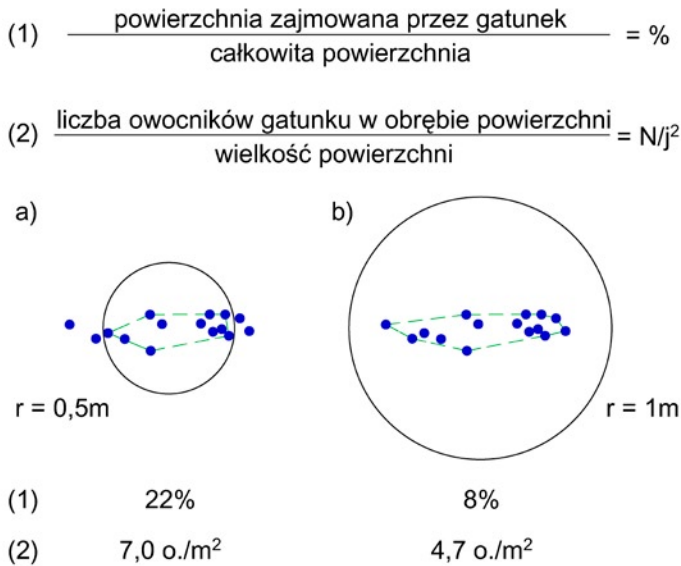 (1) powierzchnia zajmowana przez gatunek = %
całkowita powierzchnia
(2) liczba owocników gatunku w obrębie powierzchni = N/j²
wielkość powierzchni
a) b)
r = 0,5m r = 1m
(1) 22% 8%
(2) 7,0 o./m² 4,7 o./m²